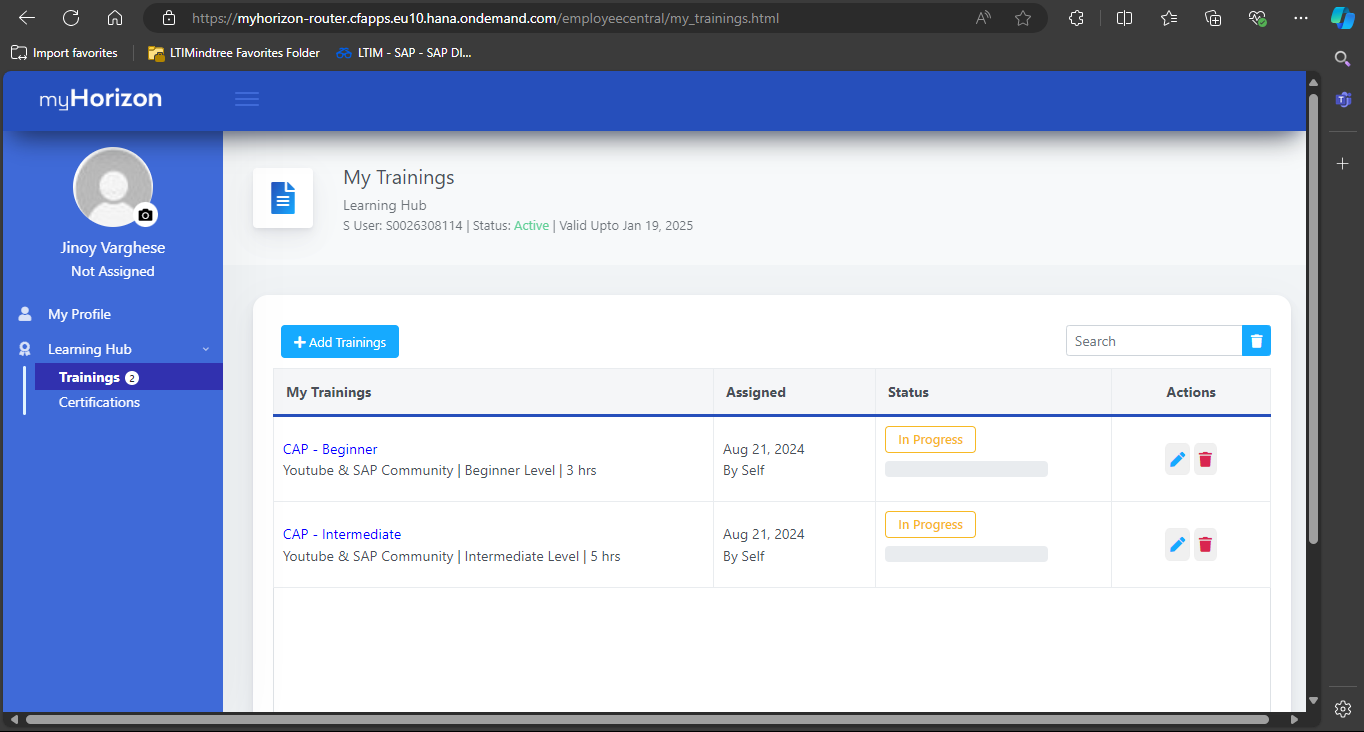 https://myhorizon-router.cfapps.eu10.hana.ondemand.com/employeecentral/my_trainings.html
Import favorites
LTIMindtree Favorites Folder
LTIM - SAP - SAP DI...
myHorizon
Jinoy Varghese
Not Assigned
My Profile
Learning Hub
Trainings 2
Certifications
My Trainings
Learning Hub
S User: S0026308114 | Status: Active | Valid Upto Jan 19, 2025
Add Trainings
Search
My Trainings Assigned Status Actions
CAP - Beginner
Youtube & SAP Community | Beginner Level | 3 hrs
Aug 21, 2024
By Self
In Progress
CAP - Intermediate
Youtube & SAP Community | Intermediate Level | 5 hrs
Aug 21, 2024
By Self
In Progress